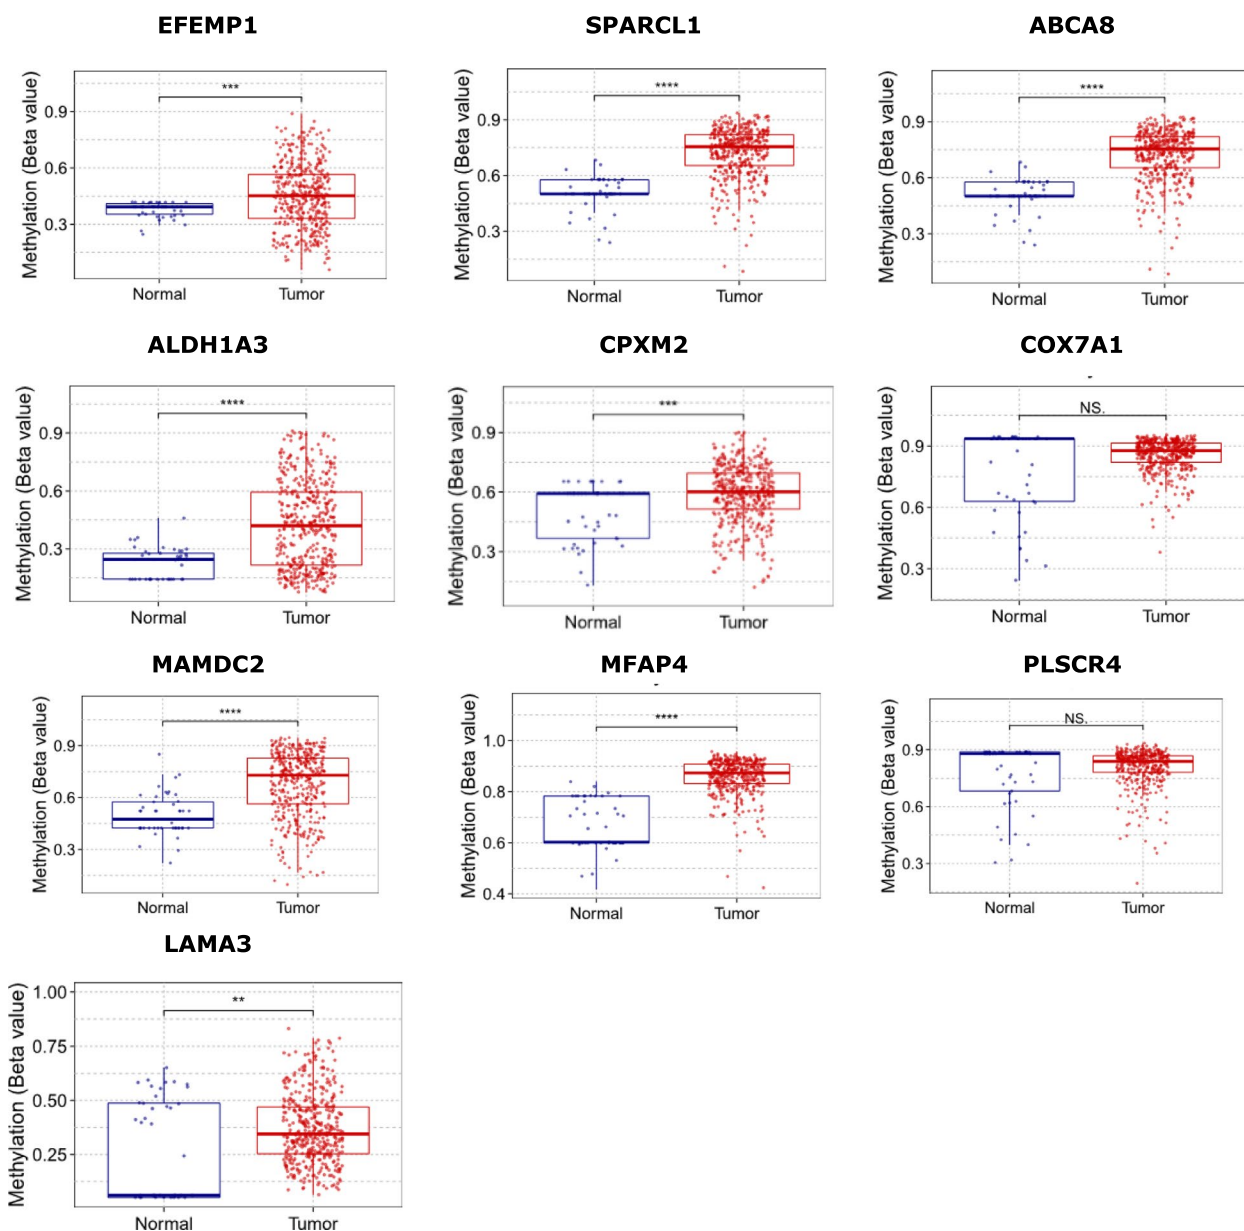 EFEMP1
Methylation (Beta value)
0.9
0.6
0.3
***
Normal Tumor
SPARCL1
Methylation (Beta value)
0.9
0.6
0.3
****
Normal Tumor
ABCA8
Methylation (Beta value)
0.9
0.6
0.3
****
Normal Tumor
ALDH1A3
Methylation (Beta value)
0.9
0.6
0.3
****
Normal Tumor
CPXM2
Methylation (Beta value)
0.9
0.6
0.3
***
Normal Tumor
COX7A1
Methylation (Beta value)
0.9
0.6
0.3
NS.
Normal Tumor
MAMDC2
Methylation (Beta value)
0.9
0.6
0.3
****
Normal Tumor
MFAP4
Methylation (Beta value)
1.0
0.8
0.6
0.4
****
Normal Tumor
PLSCR4
Methylation (Beta value)
0.9
0.6
0.3
NS.
Normal Tumor
LAMA3
Methylation (Beta value)
1.00
0.75
0.50
0.25
**
Normal Tumor